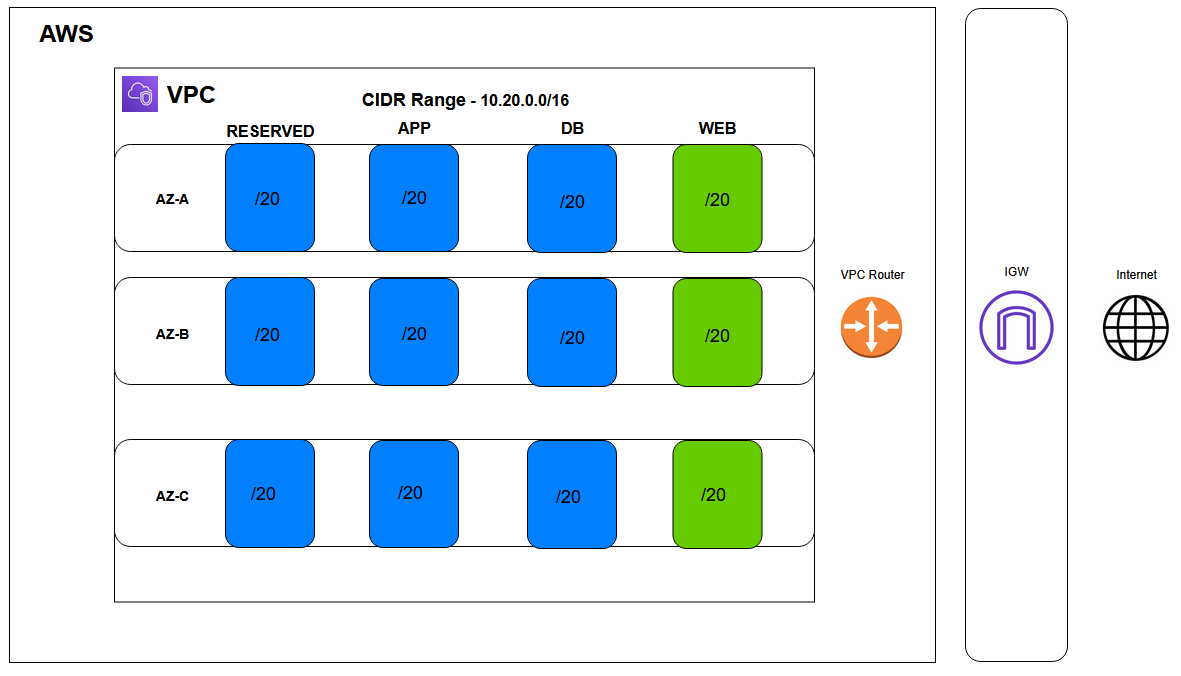 AWS
VPC
CIDR Range - 10.20.0.0/16
RESERVED APP DB WEB
AZ-A /20 /20 /20 /20
VPC Router IGW Internet
AZ-B /20 /20 /20 /20
AZ-C /20 /20 /20 /20